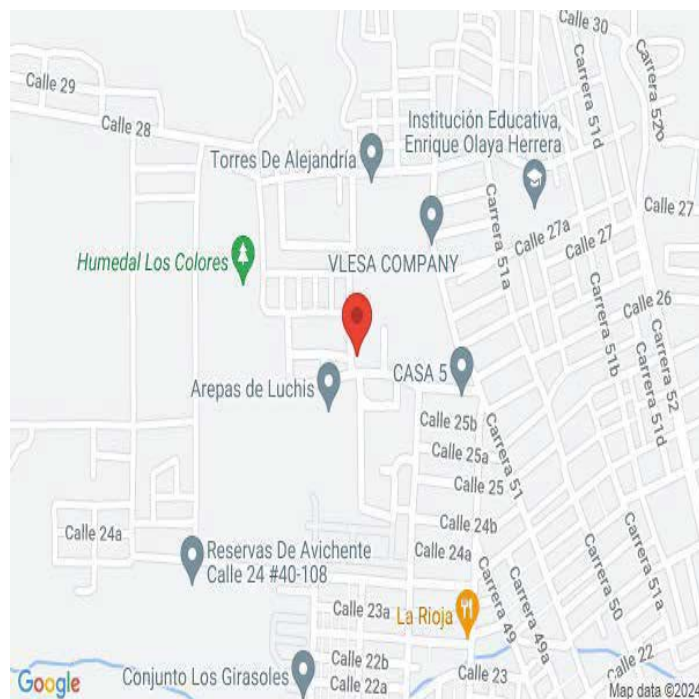 Calle 30
Carrera 52b
Carrera 51d
Calle 29
Calle 28
Institución Educativa,
Enrique Olaya Herrera
Torres De Alejandría
Calle 27
Calle 27a
Calle 27
Humedal Los Colores
VLESA COMPANY
Carrera 51a
Calle 26
Carrera 51b
Carrera 52
CASA 5
Arepas de Luchis
Carrera 51d
Calle 25b
Carrera 51
Calle 25a
Calle 25
Calle 24b
Calle 24a
Calle 24a
Reservas De Avichente
Calle 24 #40-108
Carrera 49
Carrera 49a
Carrera 50
Carrera 51a
Calle 23a
La Rioja
Calle 22
Calle 22b
Calle 23
Conjunto Los Girasoles
Calle 22a
Google
Map data ©2024